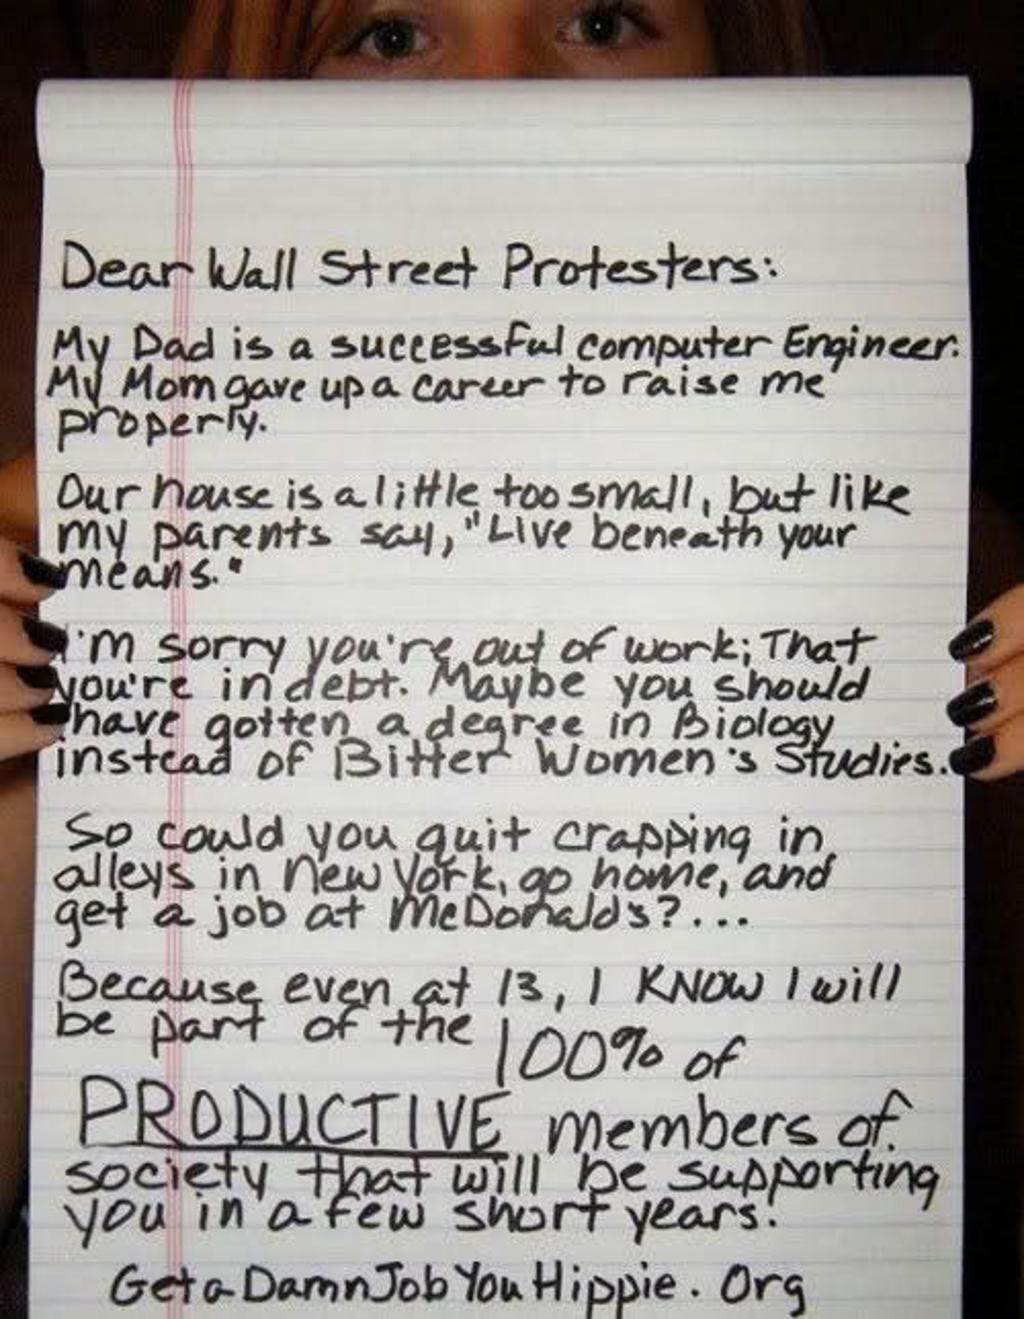 Dear Wall Street Protesters:
My Dad is a successful computer Engineer.
My Mom gave up a career to raise me
properly.
Our house is a little too small, but like
my parents say, "Live beneath your
means."
I'm sorry you're out of work; That
you're in debt. Maybe you should
have gotten a degree in Biology
instead of Bitter Women's Studies.
So could you quit crapping in
alleys in New York, go home, and
get a job at McDonald's?...
Because even at 13, I KNOW I will
be part of the 100% of
PRODUCTIVE members of
society that will be supporting
you in a few short years.
GetaDamnJobYouHippie.Org